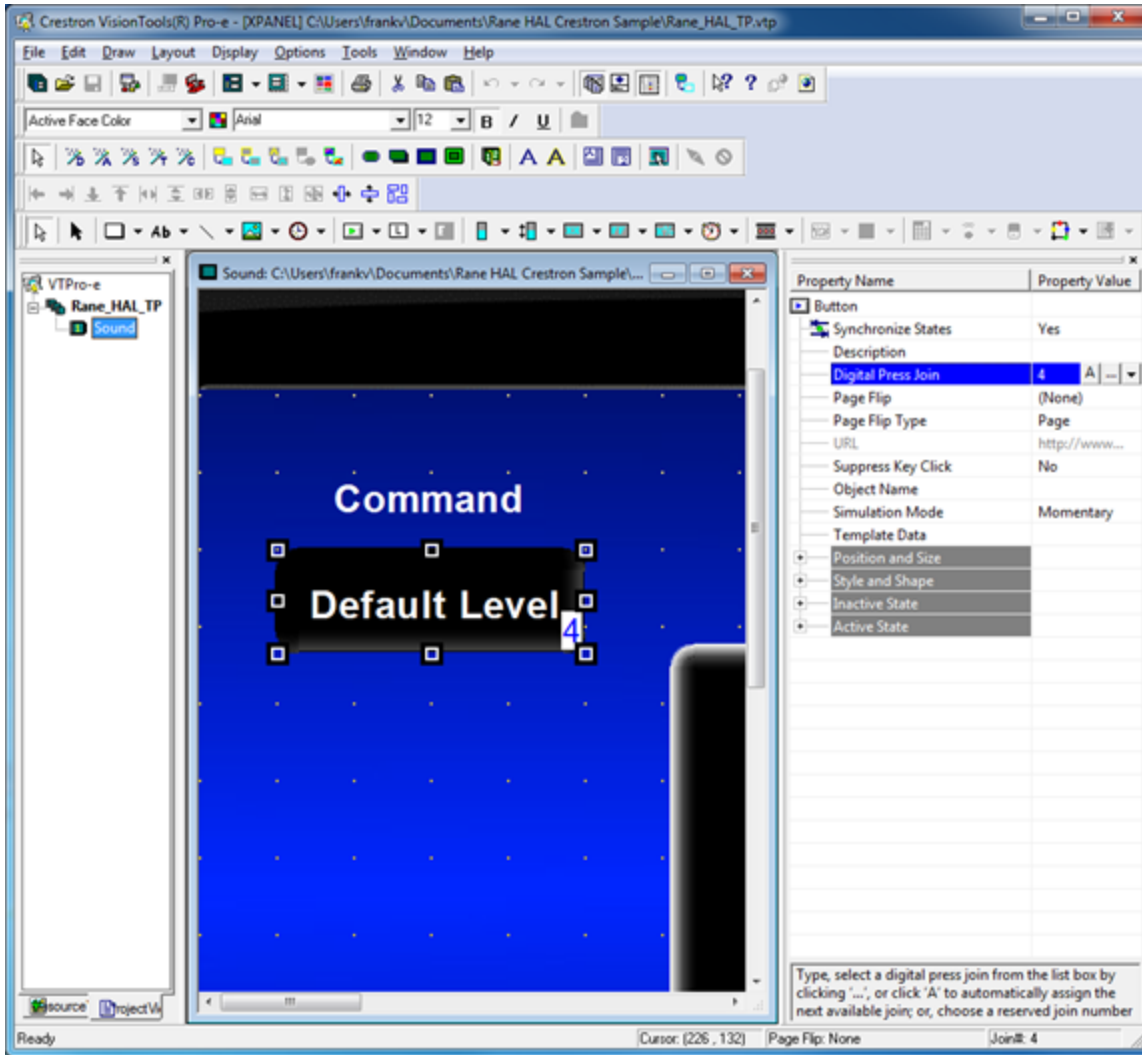 Crestron VisionTools(R) Pro-e - [XPANEL] C:\Users\frankv\Documents\Rane HAL Crestron Sample\Rane_HAL_TP.vtp
File Edit Draw Layout Display Options Tools Window Help
Active Face Color Arial 12 B / U
Ab
VTPro-e
Rane_HAL_TP
Sound
Sound: C:\Users\frankv\Documents\Rane HAL Crestron Sample\...
Command
Default Level
4
Property Name Property Value
Button
Synchronize States Yes
Description
Digital Press Join 4 A ...
Page Flip (None)
Page Flip Type Page
URL http://www...
Suppress Key Click No
Object Name
Simulation Mode Momentary
Template Data
Position and Size
Style and Shape
Inactive State
Active State
Type, select a digital press join from the list box by
clicking '...', or click 'A' to automatically assign the
next available join; or, choose a reserved join number
esource ProjectVi
Ready Cursor: (226 , 132) Page Flip: None Join#: 4